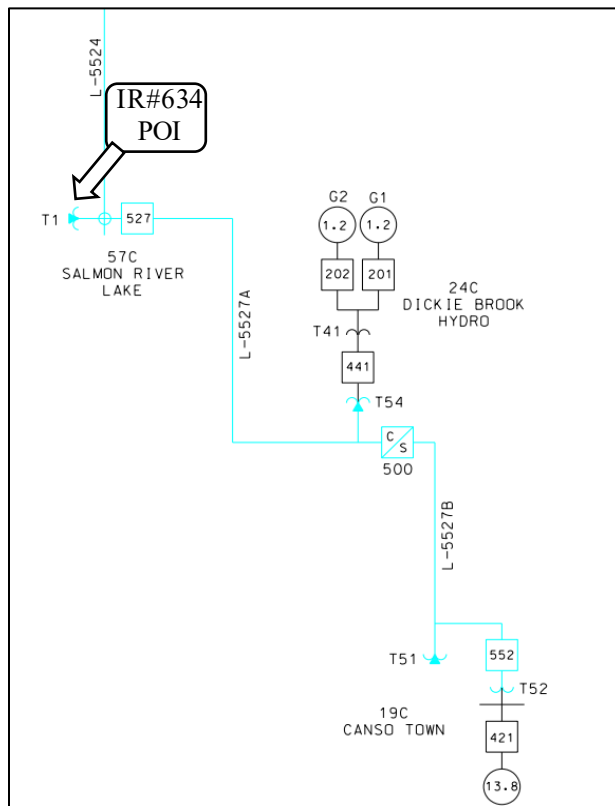 L-5524
IR#634
POI
T1
527
57C
SALMON RIVER
LAKE
G2
G1
1.2
1.2
202
201
24C
DICKIE BROOK
HYDRO
T41
441
L-5527A
T54
C
S
500
L-5527B
T51
552
T52
19C
CANSO TOWN
421
13.8